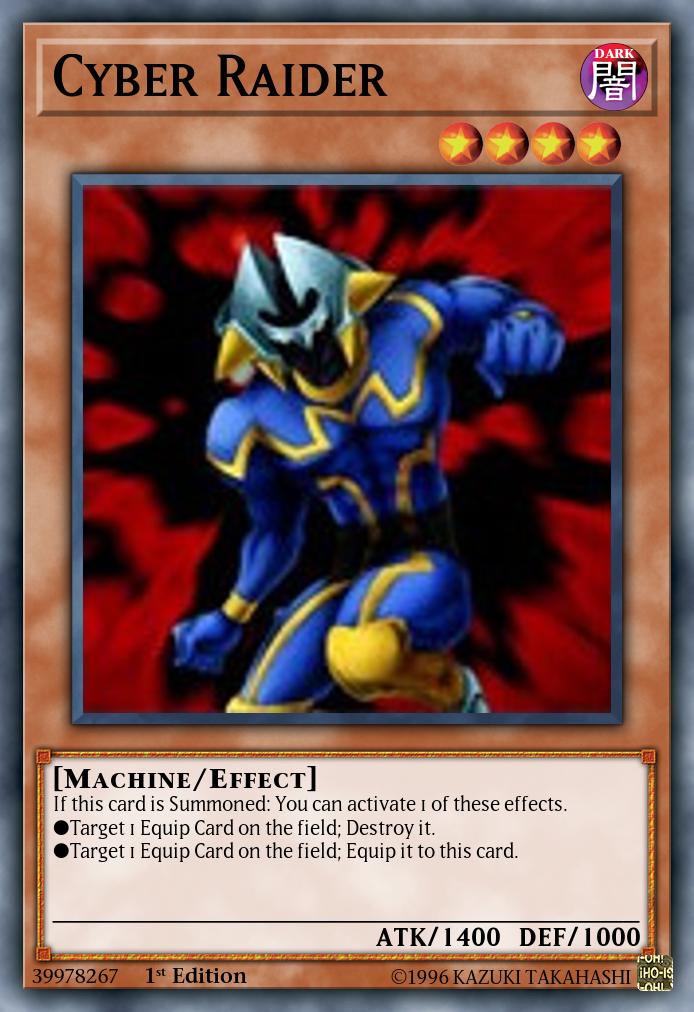 Cyber Raider
DARK
闇
[Machine/Effect]
If this card is Summoned: You can activate 1 of these effects.
●Target 1 Equip Card on the field; Destroy it.
●Target 1 Equip Card on the field; Equip it to this card.
ATK/1400 DEF/1000
39978267 1st Edition ©1996 KAZUKI TAKAHASHI